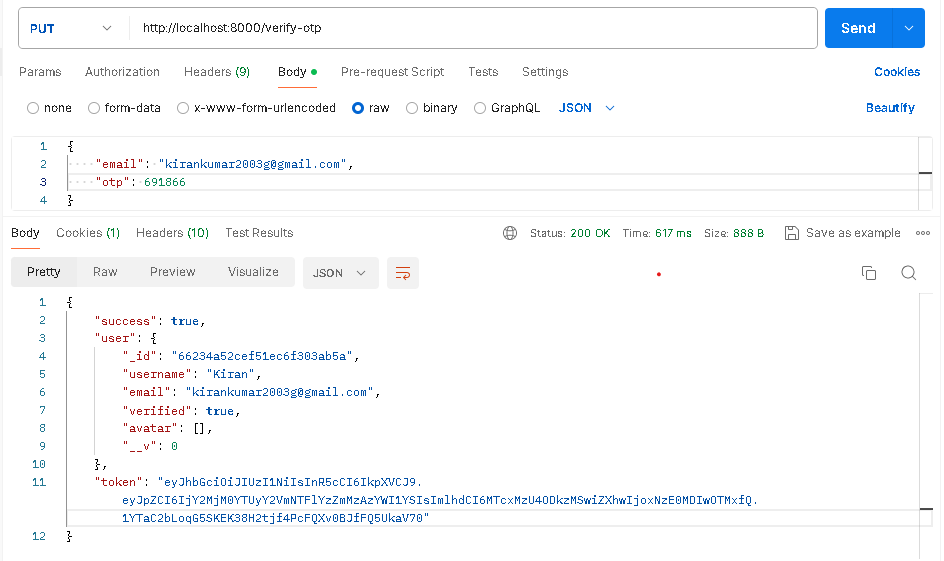 PUT http://localhost:8000/verify-otp Send
Params Authorization Headers (9) Body Pre-request Script Tests Settings Cookies
none form-data x-www-form-urlencoded raw binary GraphQL JSON Beautify
1 {
2 "email": "kirankumar2003g@gmail.com",
3 "otp": 691866
4 }
Body Cookies (1) Headers (10) Test Results Status: 200 OK Time: 617 ms Size: 888 B Save as example
Pretty Raw Preview Visualize JSON
1 {
2 "success": true,
3 "user": {
4 "_id": "66234a52cef51ec6f303ab5a",
5 "username": "Kiran",
6 "email": "kirankumar2003g@gmail.com",
7 "verified": true,
8 "avatar": [],
9 "__v": 0
10 },
11 "token": "eyJhbGciOiJIUzI1NiIsInR5cCI6IkpXVCJ9.
eyJpZCI6IjY2MjM0YTUyY2VmNTFlYzZmMzAzYWI1YSIsImlhdCI6MTcxMzU4ODkzMSwiZXhwIjoxNzE0MDIwOTMxfQ.
1YTaC2bLoqG5SKEK38H2tjf4PcFQXv0BJfFQ5UkaV70"
12 }